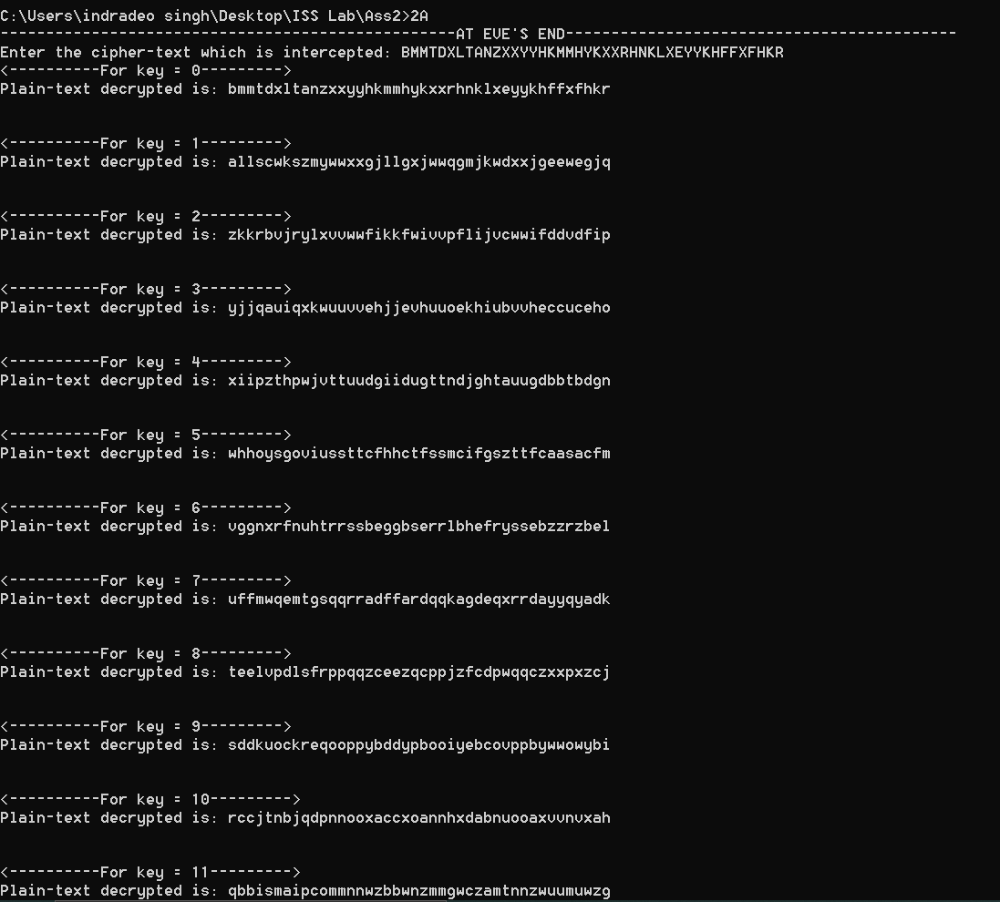 C:\Users\indradeo singh\Desktop\ISS Lab\Ass2>2A
--------------------------------------------------AT EVE'S END-------------------------------------------
Enter the cipher-text which is intercepted: BMMTDXLTANZXXYYHKMMHYKXXRHNKLXEYYKHFFXFHKR
<----------For key = 0--------->
Plain-text decrypted is: bmmtdxltanzxxyyhkmmhykxxrhnklxeyykhffxfhkr
<----------For key = 1--------->
Plain-text decrypted is: allscwkszmywwxxgjllgxjwwqgmjkwdxxjgeewegjq
<----------For key = 2--------->
Plain-text decrypted is: zkkrbvjrylxvvwwfikkfwivvpflijvcwwifddvdfip
<----------For key = 3--------->
Plain-text decrypted is: yjjqauiqxkwuuvvehjjevhuuoekhiubvvheccuceho
<----------For key = 4--------->
Plain-text decrypted is: xiipzthpwjvttuudgiidugttndjghtauugdbbtbdgn
<----------For key = 5--------->
Plain-text decrypted is: whhoysgoviussttcfhhctfssmcifgszttfcaasacfm
<----------For key = 6--------->
Plain-text decrypted is: vggnxrfnuhtrrssbeggbserrlbhefryssebzzrzbel
<----------For key = 7--------->
Plain-text decrypted is: uffmwqemtgsqqrradffardqqkagdeqxrrdayyqyadk
<----------For key = 8--------->
Plain-text decrypted is: teelvpdlsfrppqqzceezqcppjzfcdpwqqczxxpxzcj
<----------For key = 9--------->
Plain-text decrypted is: sddkuockreqooppybddypbooiyebcovppbywwowybi
<----------For key = 10--------->
Plain-text decrypted is: rccjtnbjqdpnnooxaccxoannhxdabnuooaxvvnvxah
<----------For key = 11--------->
Plain-text decrypted is: qbbismaipcommnnwzbbwnzmmgwczamtnnzwuumuwzg